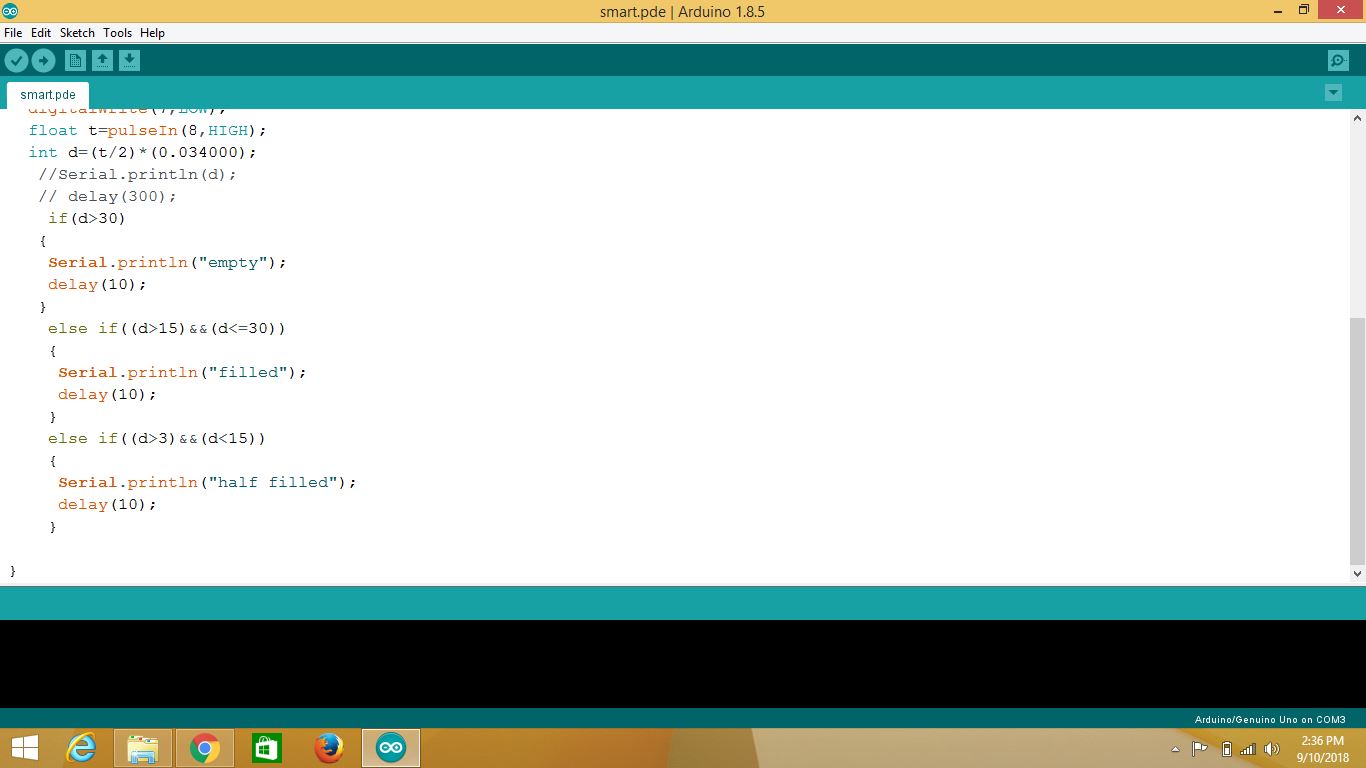 smart.pde | Arduino 1.8.5
File Edit Sketch Tools Help
smart.pde
digitalWrite(7,LOW);
float t=pulseIn(8,HIGH);
int d=(t/2)*(0.034000);
//Serial.println(d);
// delay(300);
if(d>30)
{
Serial.println("empty");
delay(10);
}
else if((d>15)&&(d<=30))
{
Serial.println("filled");
delay(10);
}
else if((d>3)&&(d<15))
{
Serial.println("half filled");
delay(10);
}
}
Arduino/Genuino Uno on COM3
2:36 PM
9/10/2018